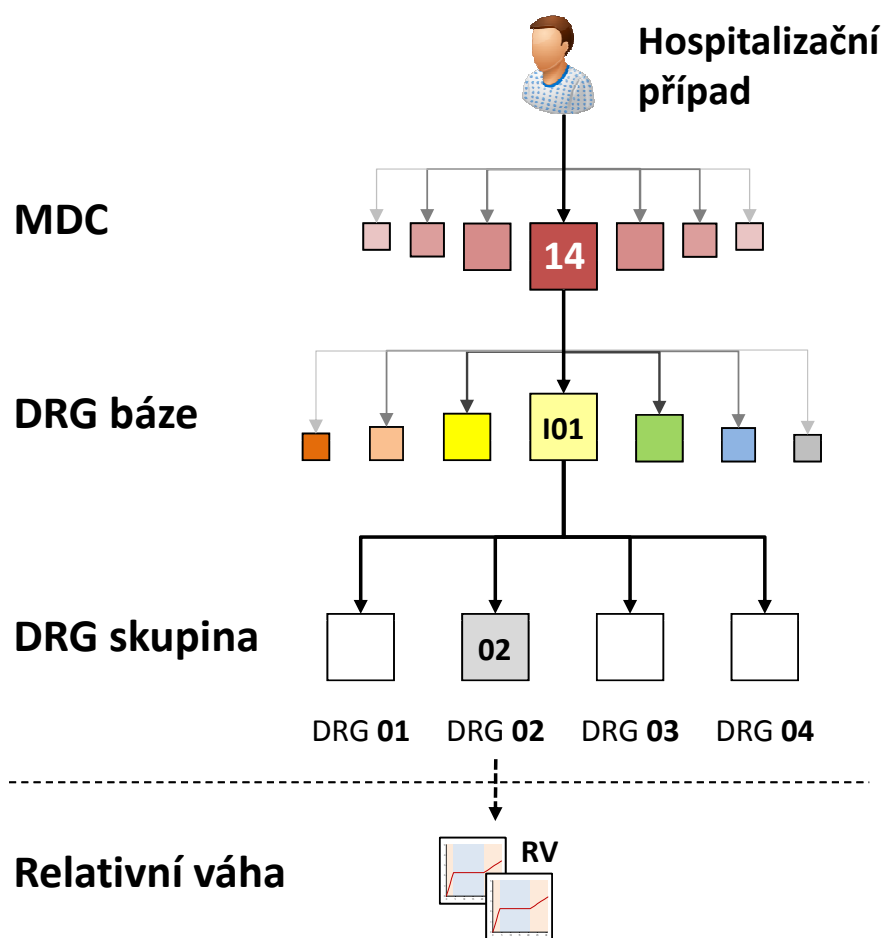 Hospitalizační
případ
MDC
14
DRG báze
I01
DRG skupina
02
DRG 01
DRG 02
DRG 03
DRG 04
Relativní váha
RV